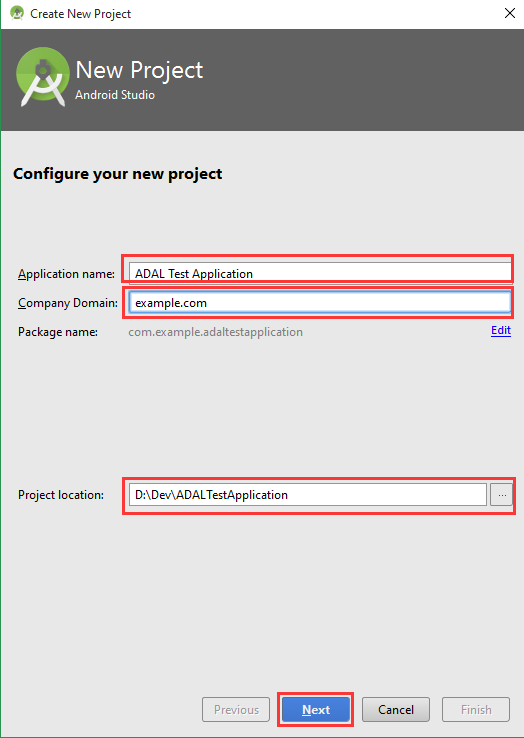 Create New Project
New Project
Android Studio
Configure your new project
Application name: ADAL Test Application
Company Domain: example.com
Package name: com.example.adaltestapplication Edit
Project location: D:\Dev\ADALTestApplication ...
Previous Next Cancel Finish